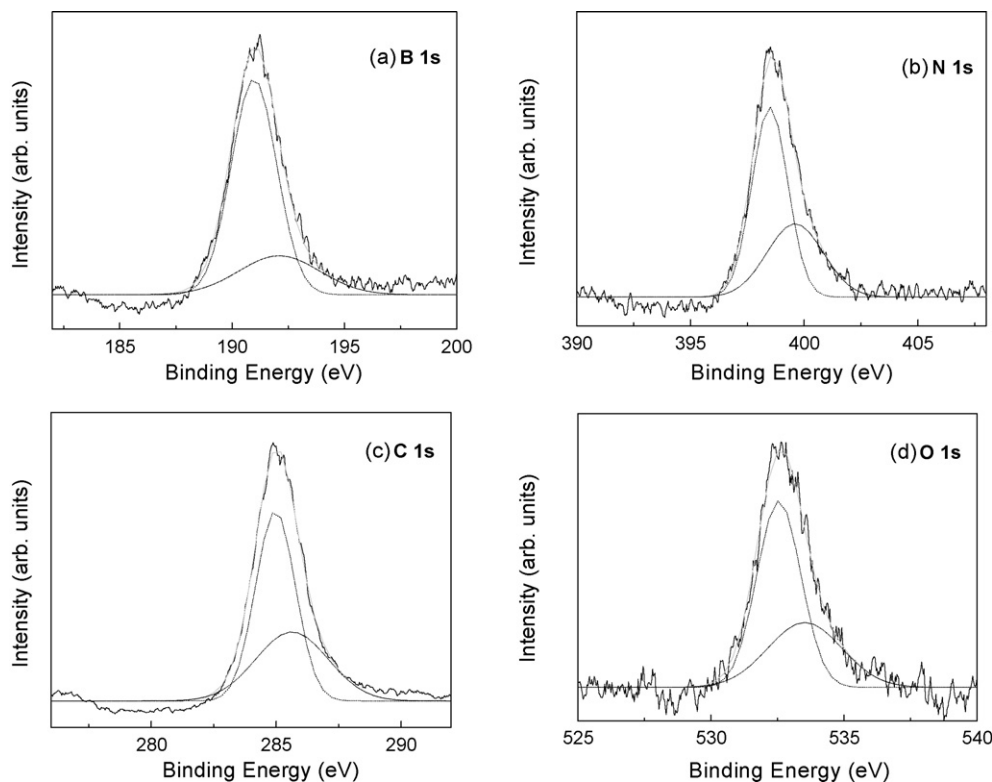 (a) B 1s
Intensity (arb. units)
185
191
195
200
Binding Energy (eV)
(b) N 1s
Intensity (arb. units)
390
395
400
405
Binding Energy (eV)
(c) C 1s
Intensity (arb. units)
280
285
290
Binding Energy (eV)
(d) O 1s
Intensity (arb. units)
525
530
535
540
Binding Energy (eV)